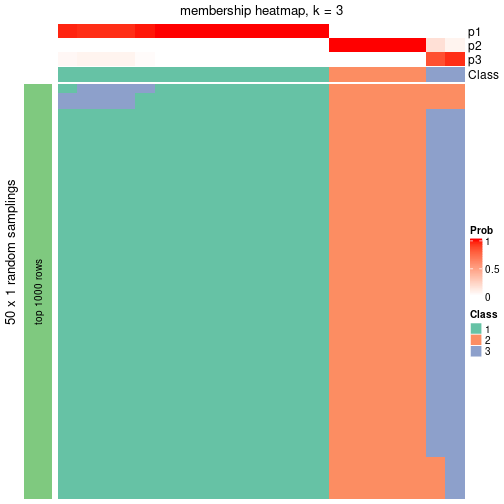 membership heatmap, k = 3
p1
p2
p3
Class
50 x 1 random samplings
top 1000 rows
Prob
1
0.5
0
Class
1
2
3